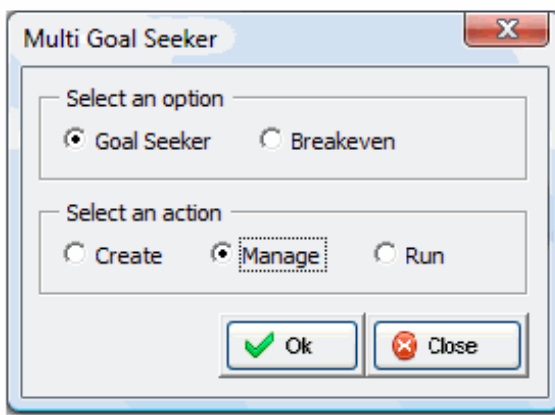 Multi Goal Seeker
Select an option
Goal Seeker Breakeven
Select an action
Create Manage Run
Ok Close